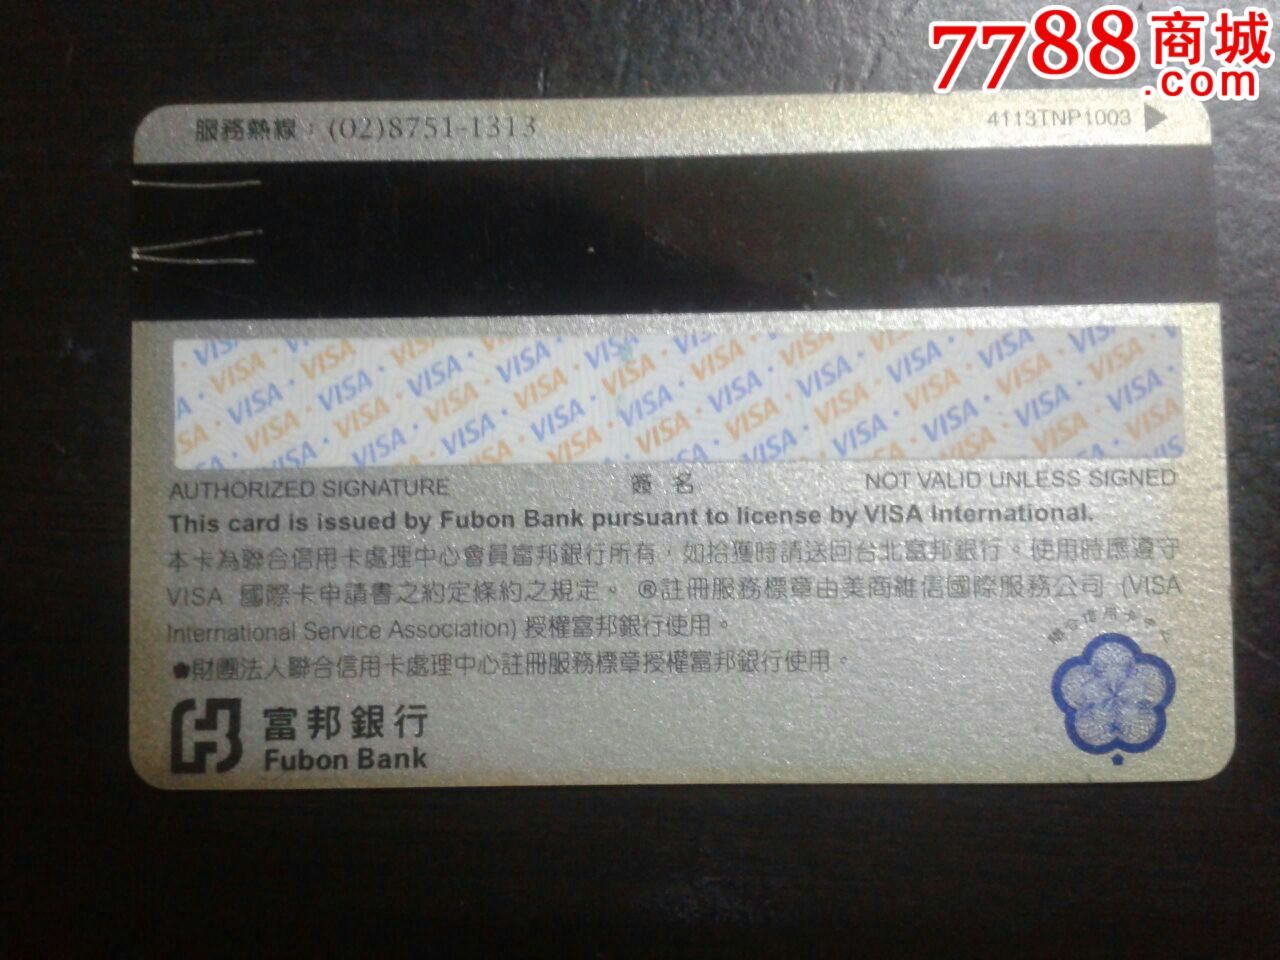 7788商城
.com
服務熱線：(02)8751-1313
4113TNP1003
AUTHORIZED SIGNATURE 簽 名 NOT VALID UNLESS SIGNED
This card is issued by Fubon Bank pursuant to license by VISA International.
本卡為聯合信用卡處理中心會員富邦銀行所有，如拾獲時請送回台北富邦銀行。使用時應遵守
VISA 國際卡申請書之約定條約之規定。 ®註冊服務標章由美商維信國際服務公司 (VISA
International Service Association) 授權富邦銀行使用。
聯合信用卡中心
財團法人聯合信用卡處理中心註冊服務標章授權富邦銀行使用。
富邦銀行
Fubon Bank